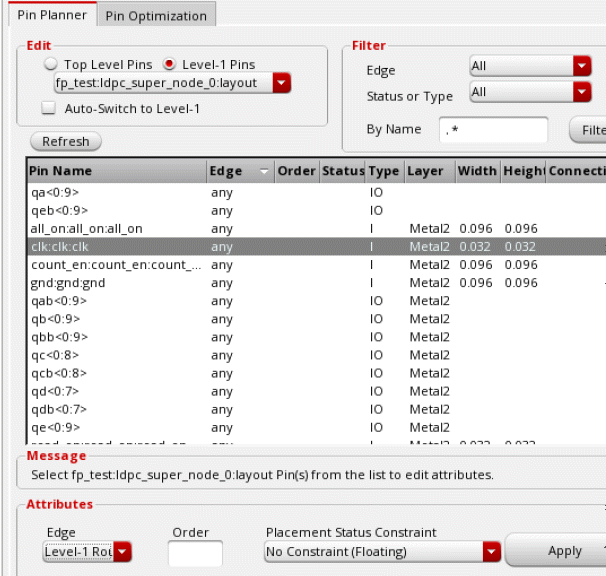 Pin Planner Pin Optimization
Edit
Top Level Pins Level-1 Pins
fp_test:ldpc_super_node_0:layout
Auto-Switch to Level-1
Filter
Edge All
Status or Type All
By Name .* Filte
Refresh
Pin Name Edge Order Status Type Layer Width Height Connecti
qa<0:9> any IO
qeb<0:9> any IO
all_on:all_on:all_on any I Metal2 0.096 0.096
clk:clk:clk any I Metal2 0.032 0.032
count_en:count_en:count_... any I Metal2 0.096 0.096
gnd:gnd:gnd any I Metal2 0.096 0.096
qab<0:9> any IO Metal2
qb<0:9> any IO Metal2
qbb<0:9> any IO Metal2
qc<0:8> any IO Metal2
qcb<0:8> any IO Metal2
qd<0:7> any IO Metal2
qdb<0:7> any IO Metal2
qe<0:9> any IO Metal2
Message
Select fp_test:ldpc_super_node_0:layout Pin(s) from the list to edit attributes.
Attributes
Edge Order Placement Status Constraint
Level-1 Rou No Constraint (Floating) Apply